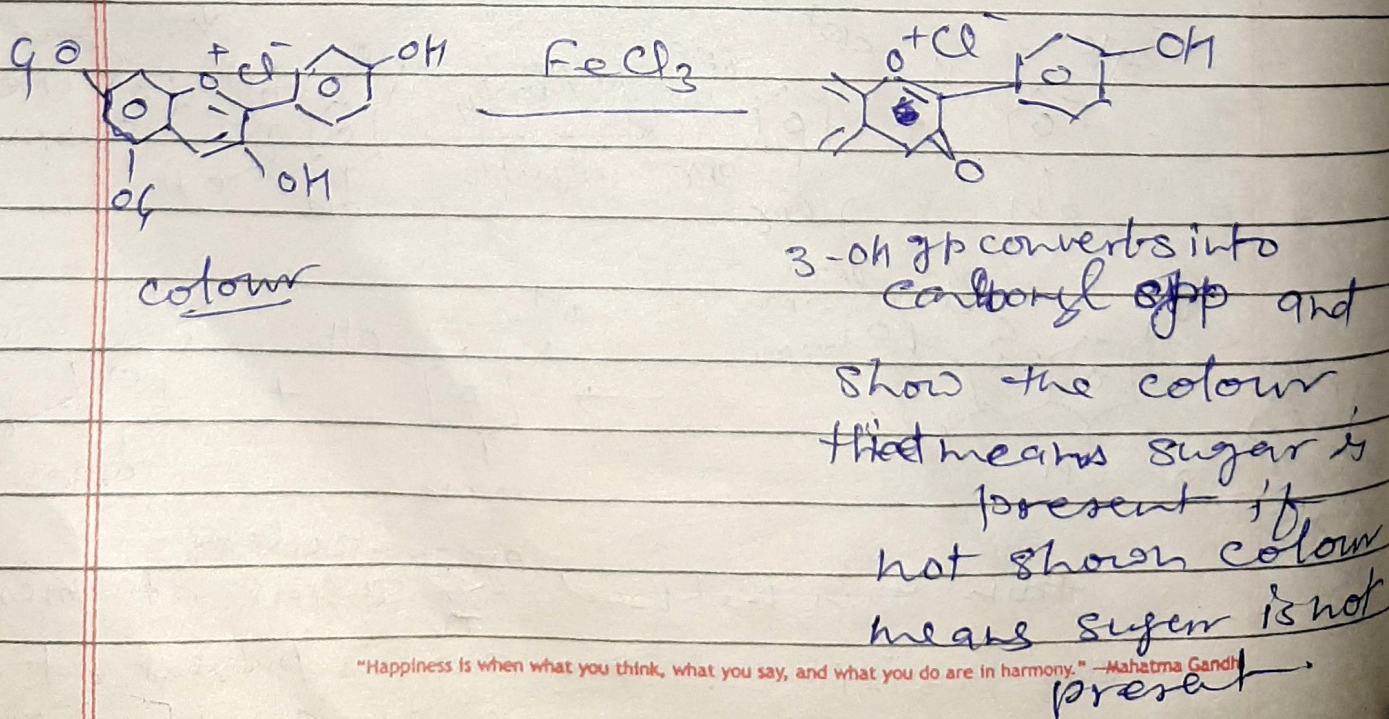 GO + Cl⁻ OH FeCl3 O +Cl⁻ OH
OG OH O
colour
3-OH gp converts into
carbonyl gp and
show the colour
that means sugar is
present if
not shown colour
means sugar is not
"Happiness is when what you think, what you say, and what you do are in harmony." —Mahatma Gandhi
present